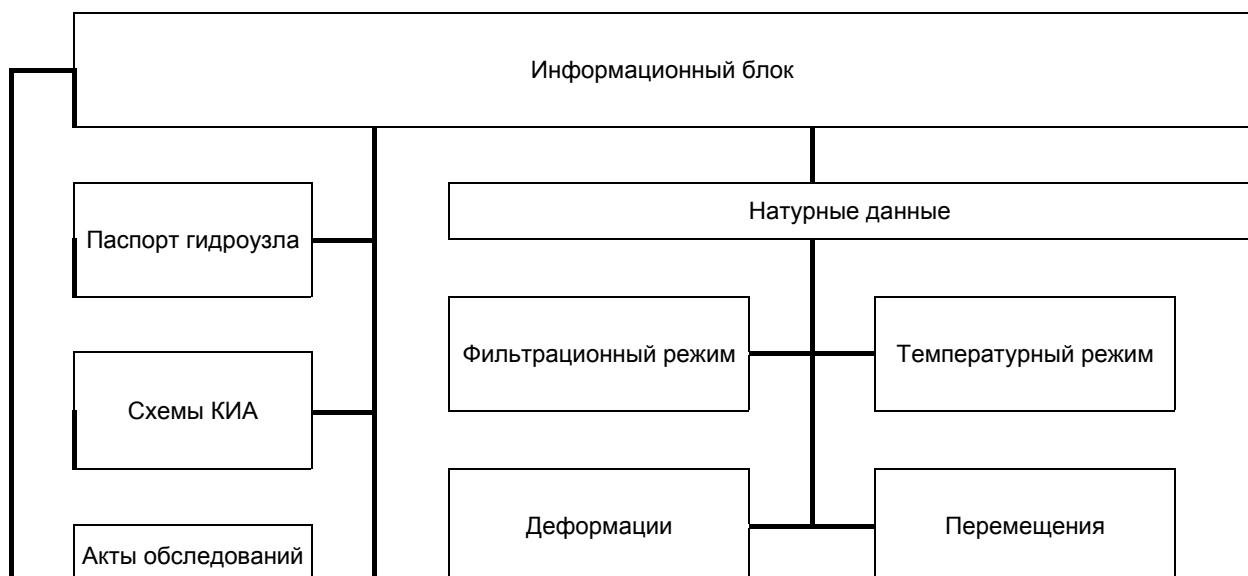 Информационный блок
Паспорт гидроузла
Натурные данные
Схемы КИА
Фильтрационный режим
Температурный режим
Акты обследований
Деформации
Перемещения